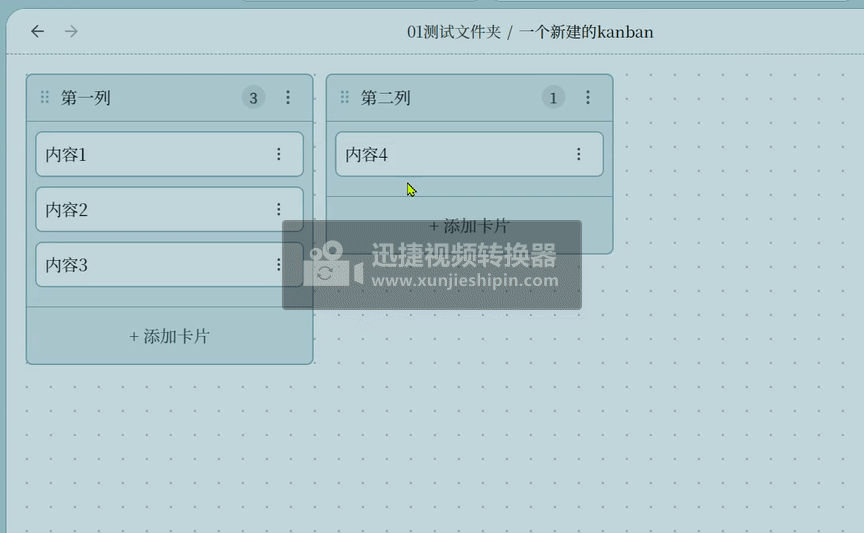 01测试文件夹 / 一个新建的kanban
第一列 3
内容1
内容2
内容3
+ 添加卡片
第二列 1
内容4
+ 添加卡片
迅捷视频转换器
www.xunjieshipin.com